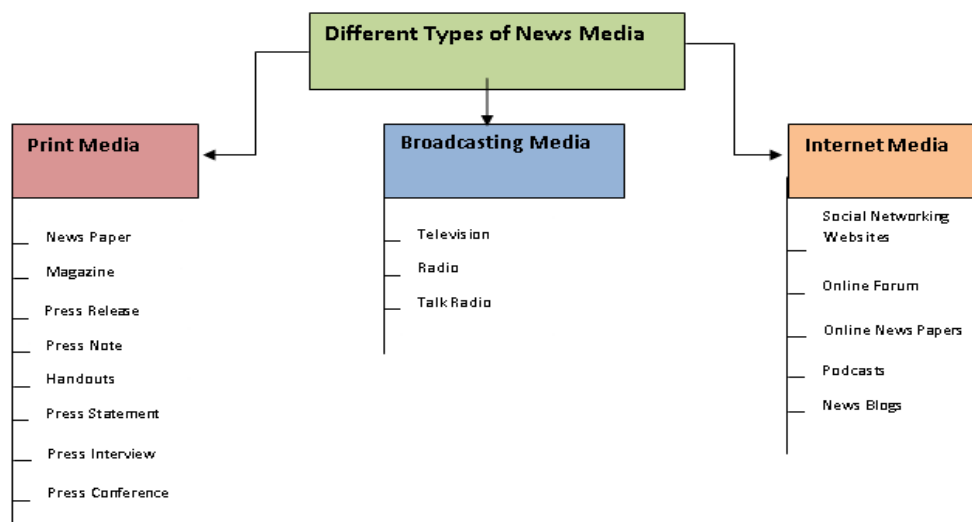 Different Types of News Media
Print Media
News Paper
Magazine
Press Release
Press Note
Handouts
Press Statement
Press Interview
Press Conference
Broadcasting Media
Television
Radio
Talk Radio
Internet Media
Social Networking
Websites
Online Forum
Online News Papers
Podcasts
News Blogs